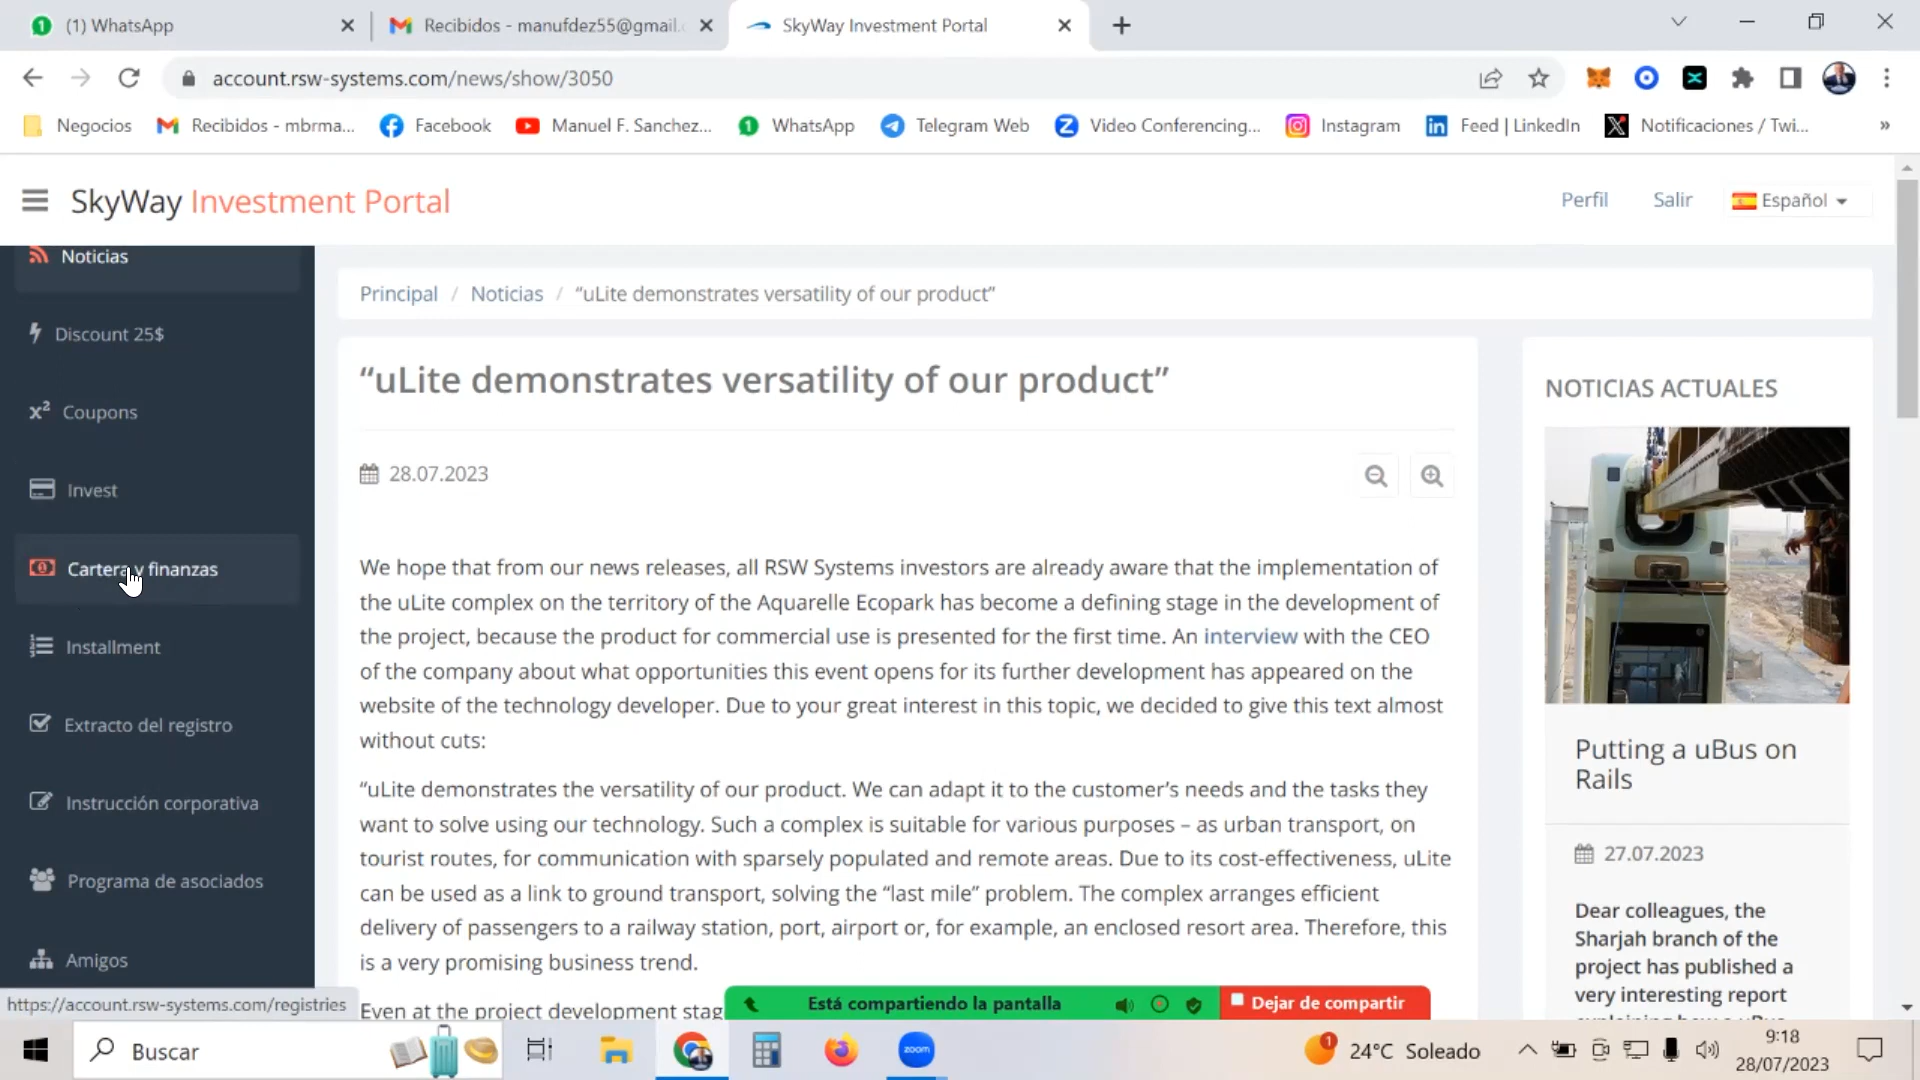 (1) WhatsApp
Recibidos - manufdez55@gmail.c
SkyWay Investment Portal
account.rsw-systems.com/news/show/3050
Negocios
Recibidos - mbrma...
Facebook
Manuel F. Sanchez...
WhatsApp
Telegram Web
Video Conferencing...
Instagram
Feed | LinkedIn
Notificaciones / Twi...
»
SkyWay Investment Portal
Perfil
Salir
Español
Noticias
Discount 25$
x² Coupons
Invest
Cartera y finanzas
Installment
Extracto del registro
Instrucción corporativa
Programa de asociados
Amigos
https://account.rsw-systems.com/registries
Principal / Noticias / “uLite demonstrates versatility of our product”
“uLite demonstrates versatility of our product”
28.07.2023
We hope that from our news releases, all RSW Systems investors are already aware that the implementation of
the uLite complex on the territory of the Aquarelle Ecopark has become a defining stage in the development of
the project, because the product for commercial use is presented for the first time. An interview with the CEO
of the company about what opportunities this event opens for its further development has appeared on the
website of the technology developer. Due to your great interest in this topic, we decided to give this text almost
without cuts:
“uLite demonstrates the versatility of our product. We can adapt it to the customer’s needs and the tasks they
want to solve using our technology. Such a complex is suitable for various purposes – as urban transport, on
tourist routes, for communication with sparsely populated and remote areas. Due to its cost-effectiveness, uLite
can be used as a link to ground transport, solving the “last mile” problem. The complex arranges efficient
delivery of passengers to a railway station, port, airport or, for example, an enclosed resort area. Therefore, this
is a very promising business trend.
Even at the project development stag
NOTICIAS ACTUALES
Putting a uBus on
Rails
27.07.2023
Dear colleagues, the
Sharjah branch of the
project has published a
very interesting report
Está compartiendo la pantalla
Dejar de compartir
Buscar
zoom
1
24°C Soleado
9:18
28/07/2023